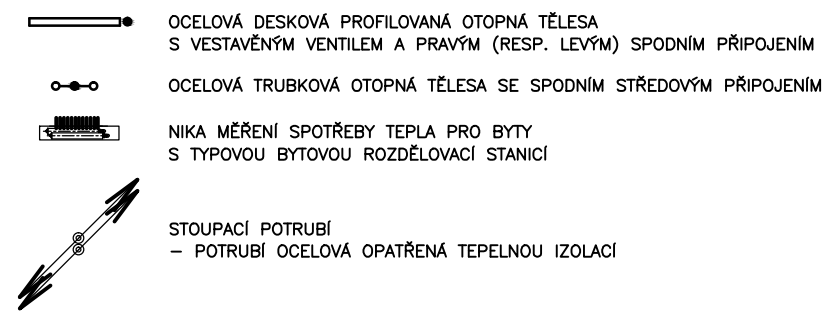 OCELOVÁ DESKOVÁ PROFILOVANÁ OTOPNÁ TĚLESA
S VESTAVĚNÝM VENTILEM A PRAVÝM (RESP. LEVÝM) SPODNÍM PŘIPOJENÍM
OCELOVÁ TRUBKOVÁ OTOPNÁ TĚLESA SE SPODNÍM STŘEDOVÝM PŘIPOJENÍM
NIKA MĚŘENÍ SPOTŘEBY TEPLA PRO BYTY
S TYPOVOU BYTOVOU ROZDĚLOVACÍ STANICÍ
STOUPACÍ POTRUBÍ
– POTRUBÍ OCELOVÁ OPATŘENÁ TEPELNOU IZOLACÍ